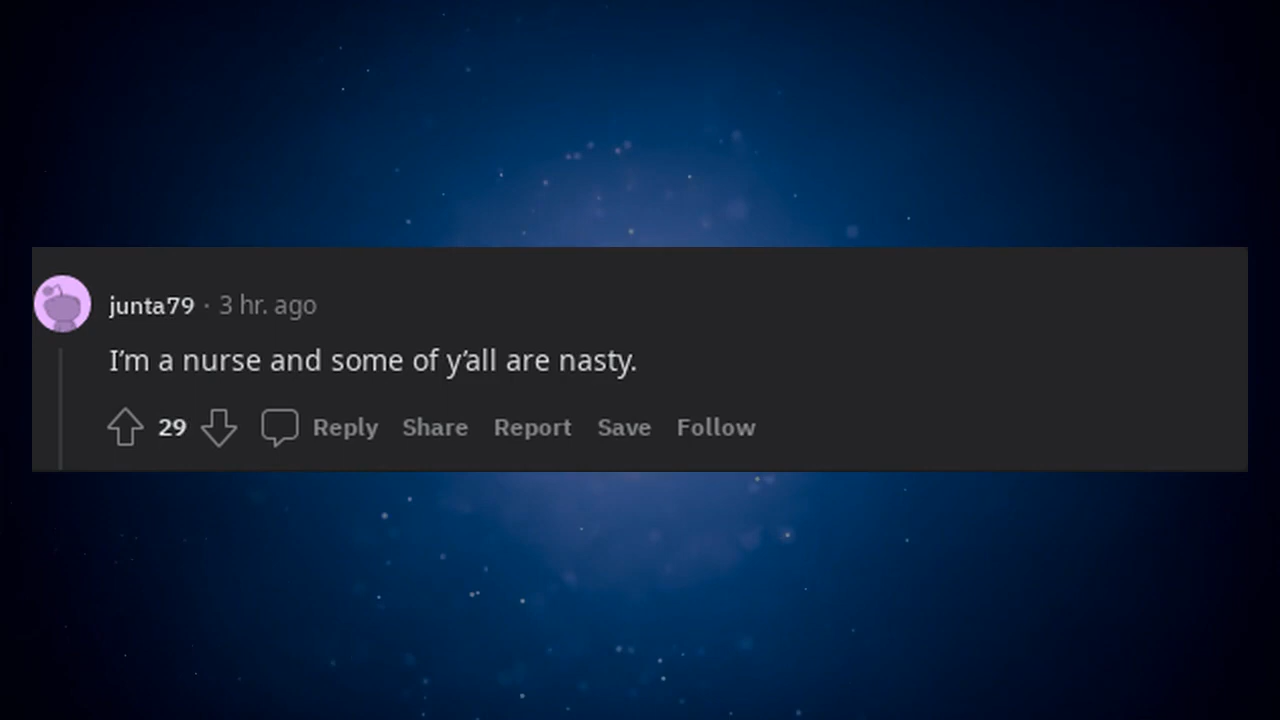 junta79 · 3 hr. ago
I’m a nurse and some of y’all are nasty.
29 Reply Share Report Save Follow